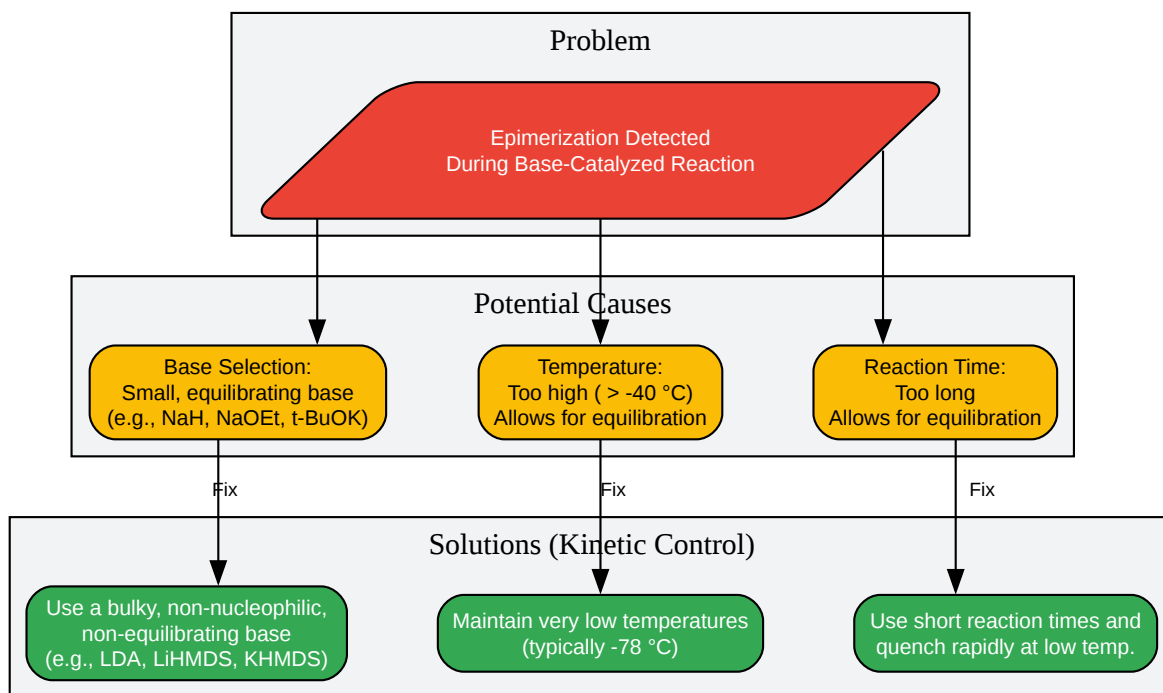 Problem
Epimerization Detected
During Base-Catalyzed Reaction
Potential Causes
Base Selection:
Small, equilibrating base
(e.g., NaH, NaOEt, t-BuOK)
Temperature:
Too high ( > -40 °C)
Allows for equilibration
Reaction Time:
Too long
Allows for equilibration
Fix
Fix
Fix
Solutions (Kinetic Control)
Use a bulky, non-nucleophilic,
non-equilibrating base
(e.g., LDA, LiHMDS, KHMDS)
Maintain very low temperatures
(typically -78 °C)
Use short reaction times and
quench rapidly at low temp.